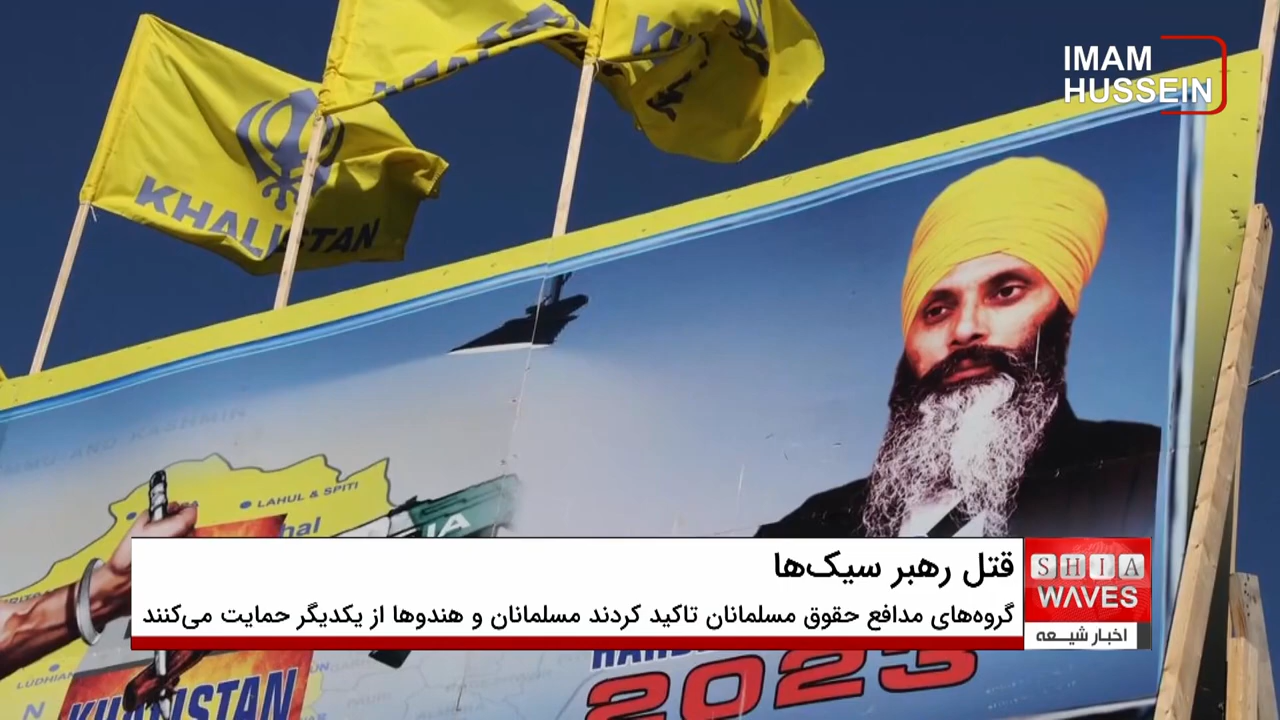 IMAM
HUSSEIN
KHALISTAN
LAHUL & SPITI
قتل رهبر سیک‌ها
گروه‌های مدافع حقوق مسلمانان تاکید کردند مسلمانان و هندوها از یکدیگر حمایت می‌کنند
SHIA
WAVES
اخبار شیعه
2023
KHALISTAN